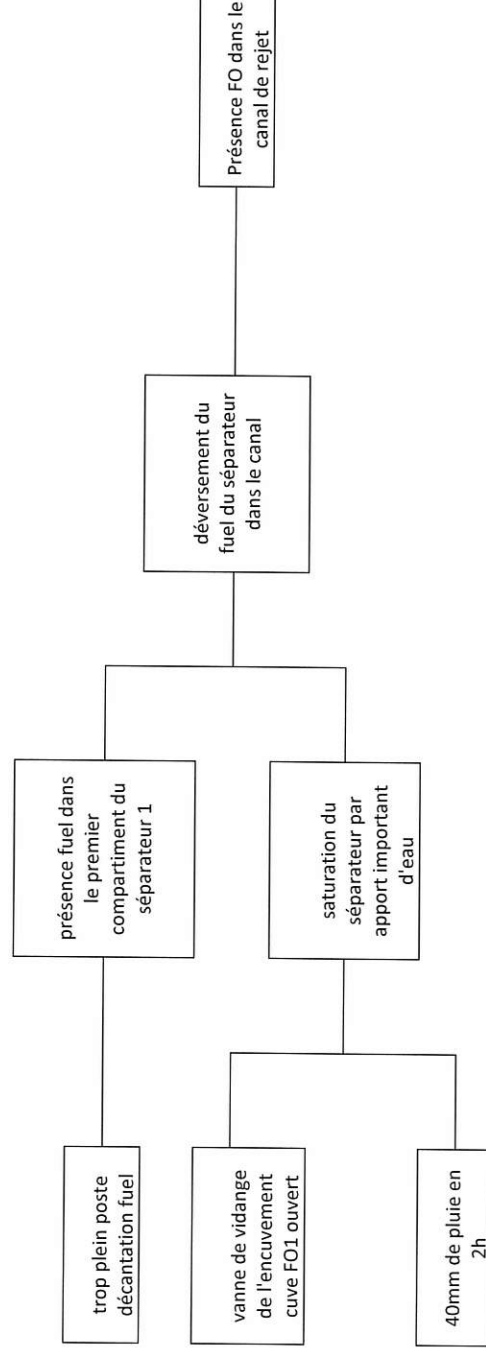 trop plein poste
décantation fuel
vanne de vidange
de l'encuvement
cuve FO1 ouvert
40mm de pluie en
2h
présence fuel dans
le premier
compartiment du
séparateur 1
saturation du
séparateur par
apport important
d'eau
déversement du
fuel du séparateur
dans le canal
Présence FO dans le
canal de rejet